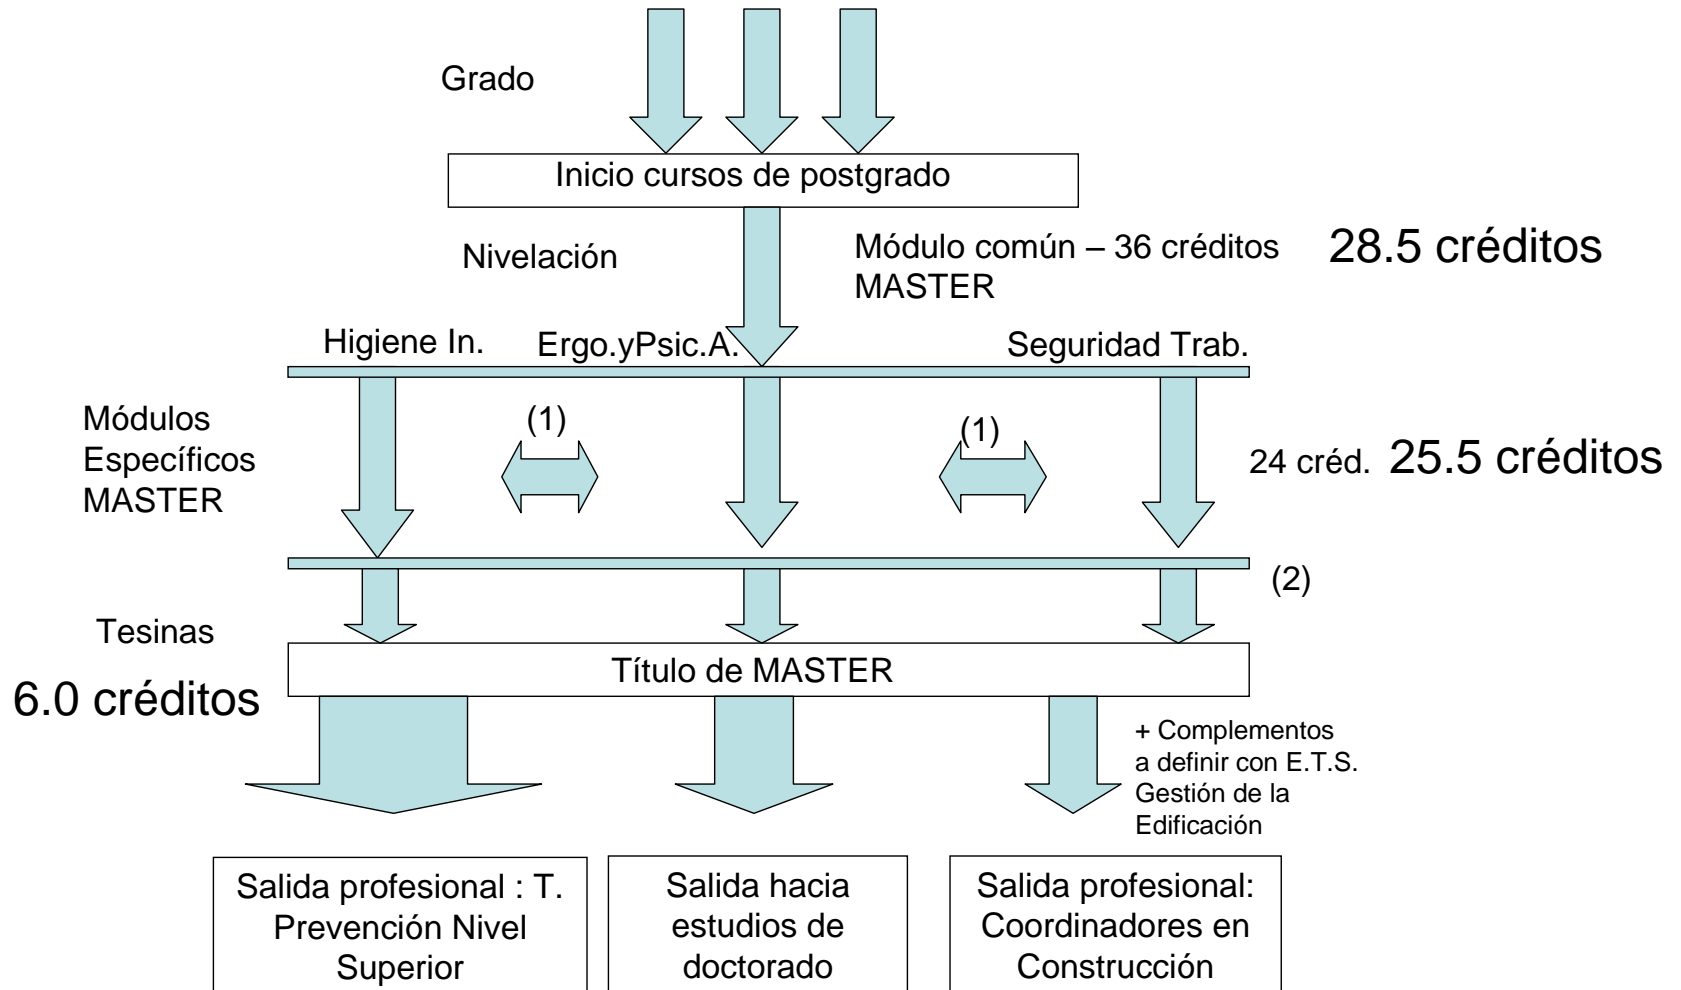 Grado
Inicio cursos de postgrado
Nivelación
Módulo común – 36 créditos
MASTER
28.5 créditos
Higiene In.
Ergo.yPsic.A.
Seguridad Trab.
Módulos
Específicos
MASTER
(1)
(1)
24 créd.
25.5 créditos
(2)
Tesinas
6.0 créditos
Título de MASTER
+ Complementos
a definir con E.T.S.
Gestión de la
Edificación
Salida profesional : T.
Prevención Nivel
Superior
Salida hacia
estudios de
doctorado
Salida profesional:
Coordinadores en
Construcción